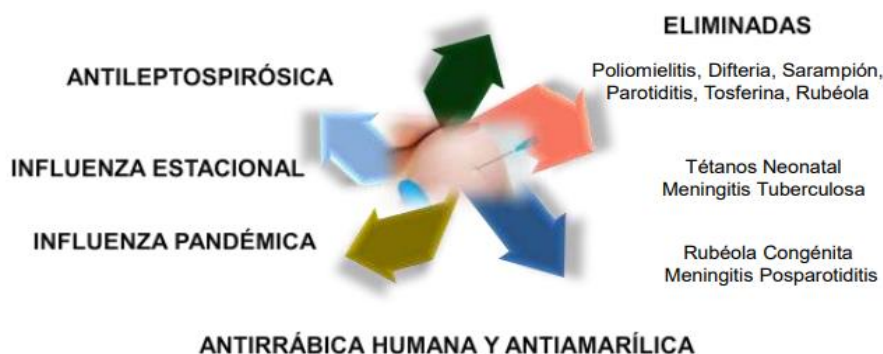 ELIMINADAS
Poliomielitis, Difteria, Sarampión,
Parotiditis, Tosferina, Rubéola
ANTILEPTOSPIRÓSICA
INFLUENZA ESTACIONAL
Tétanos Neonatal
Meningitis Tuberculosa
INFLUENZA PANDÉMICA
Rubéola Congénita
Meningitis Posparotiditis
ANTIRRÁBICA HUMANA Y ANTIAMARÍLICA